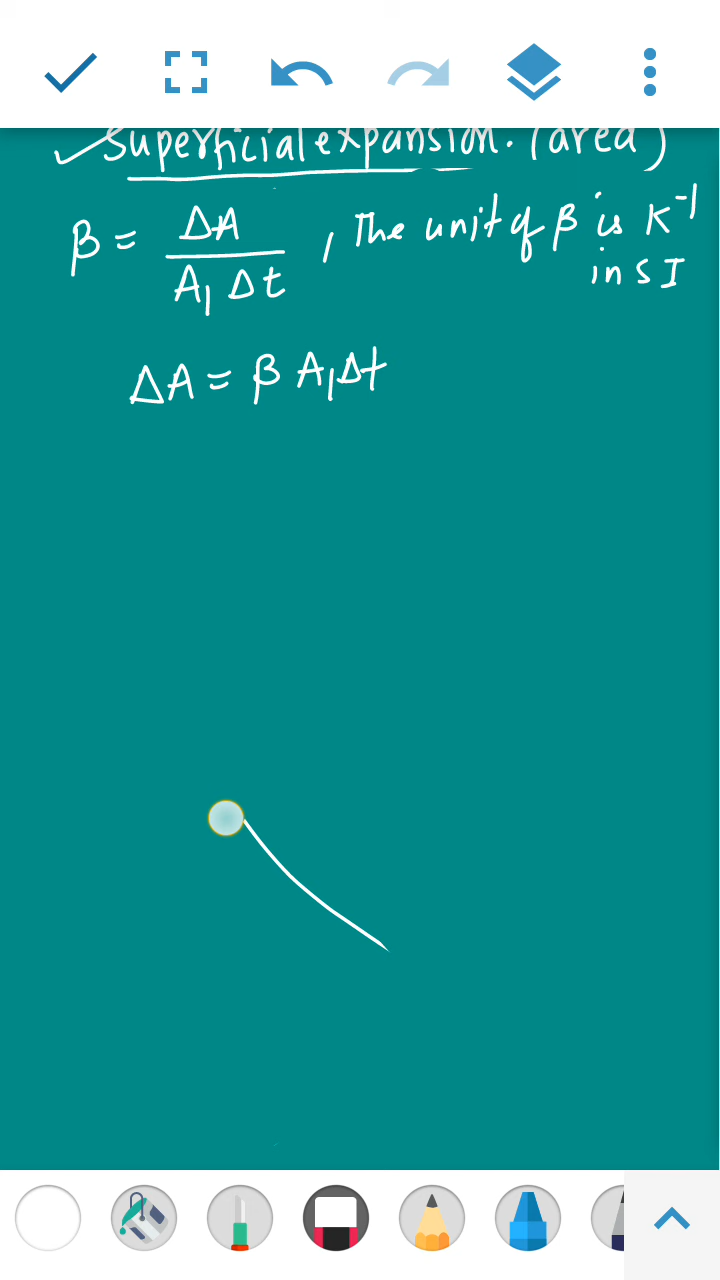 ✓ Superficial expansion. (area)
β = ΔA / A₁ Δt , The unit of β is K⁻¹
in SI
ΔA = β A₁Δt